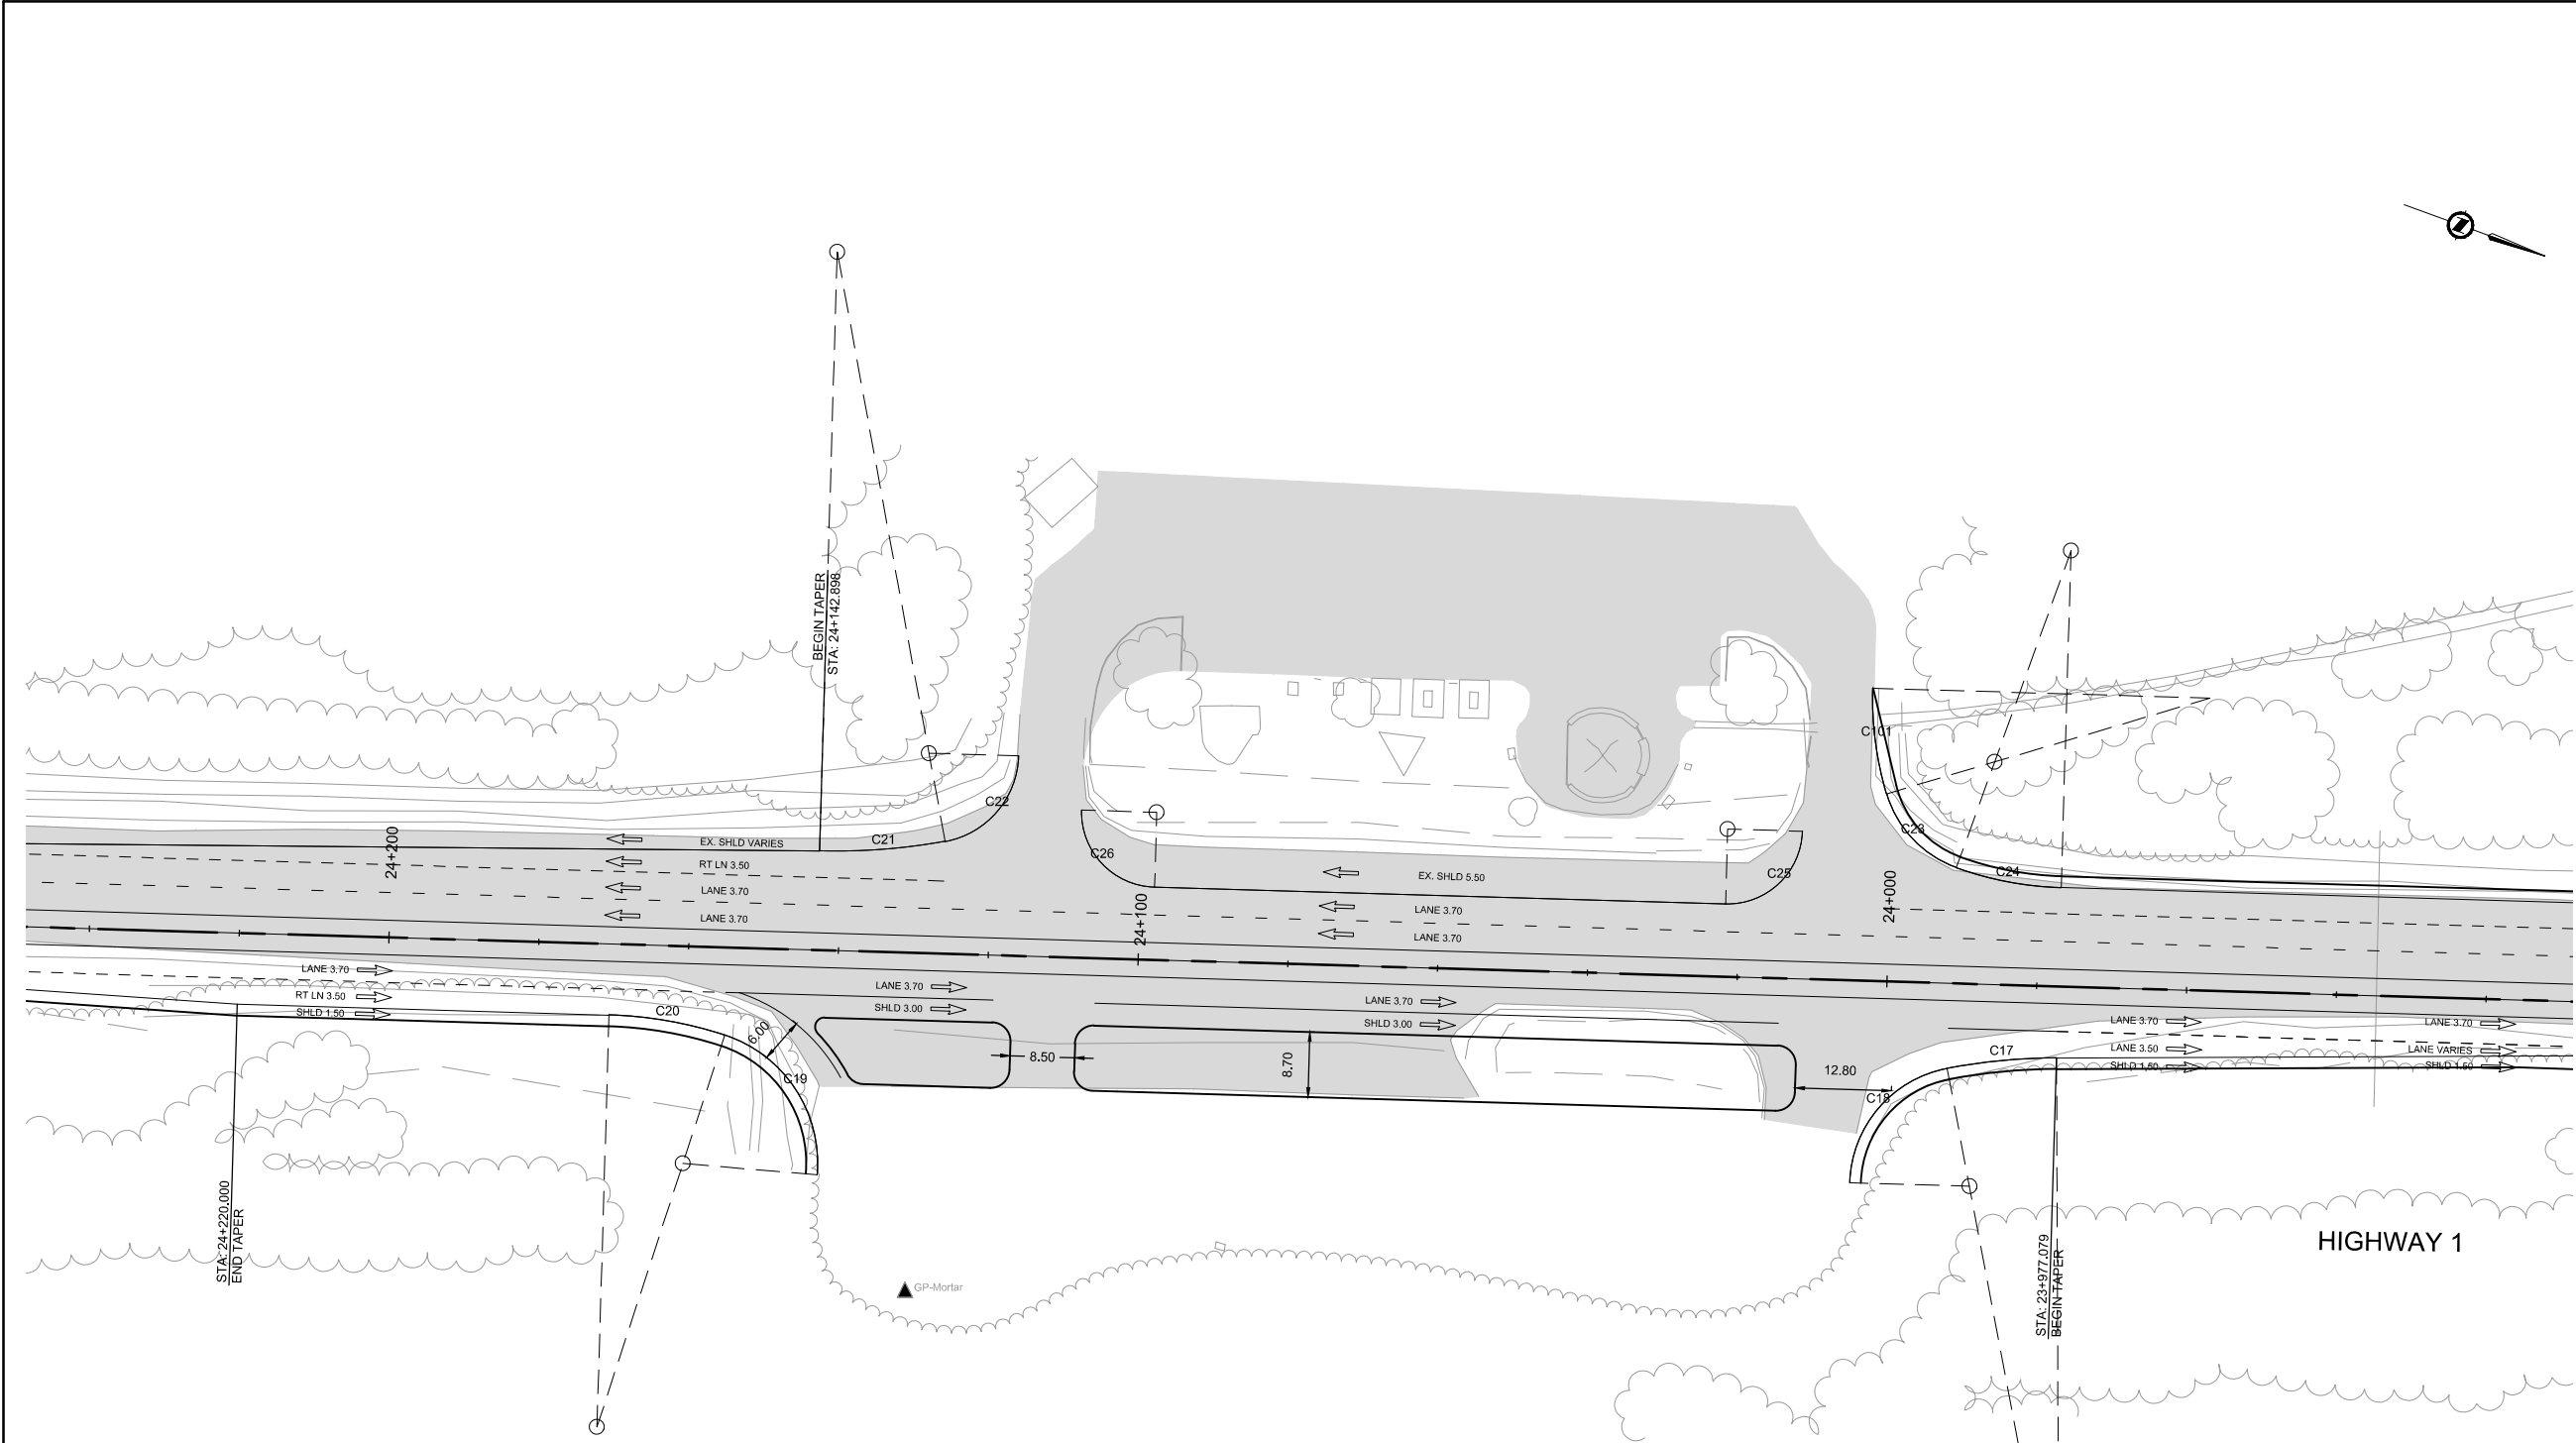 BEGIN TAPER
STA: 24+142.898
C101
C22
C21
C23
24+200
EX. SHLD VARIES
C26
RT LN 3.50
EX. SHLD 5.50
C25
C24
LANE 3.70
24+000
LANE 3.70
LANE 3.70
24+100
LANE 3.70
LANE 3.70
LANE 3.70
LANE 3.70
RT LN 3.50
SHLD 3.00
SHLD 1.50
C20
SHLD 3.00
LANE 3.70
LANE 3.70
6.00
8.50
8.70
C17
LANE 3.50
LANE VARIES
12.80
SHLD 1.50
SHLD 1.50
C19
C18
STA: 24+220.000
END TAPER
HIGHWAY 1
STA: 23+977.079
BEGIN TAPER
GP-Mortar